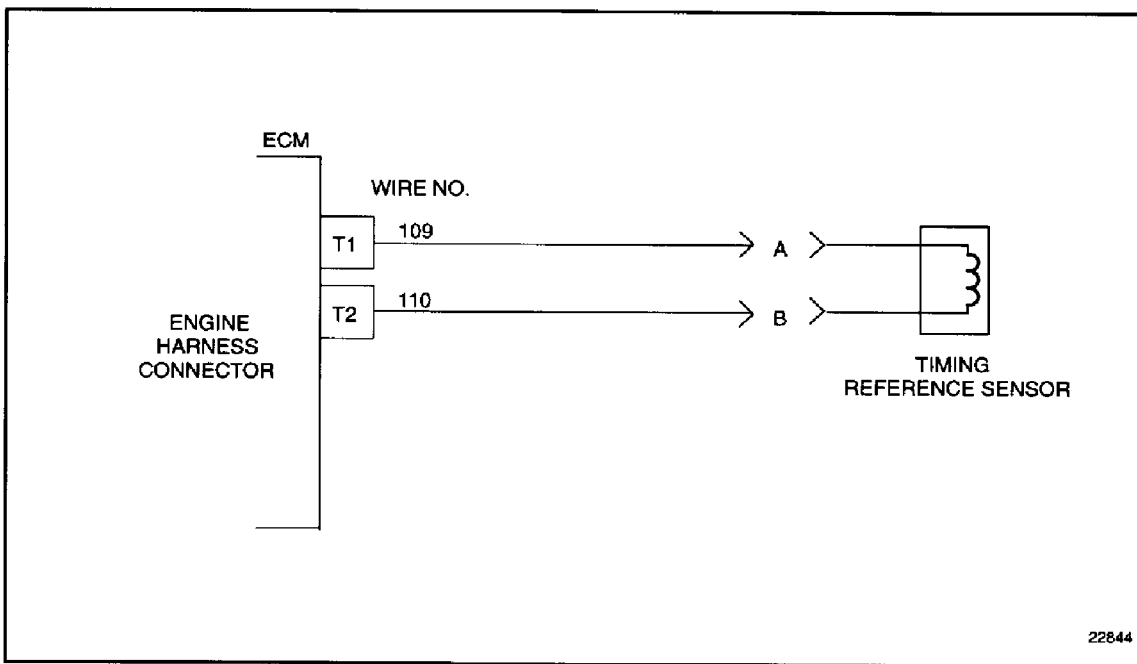 ECM
WIRE NO.
T1
109
A
T2
110
B
ENGINE
HARNESS
CONNECTOR
TIMING
REFERENCE SENSOR
22844